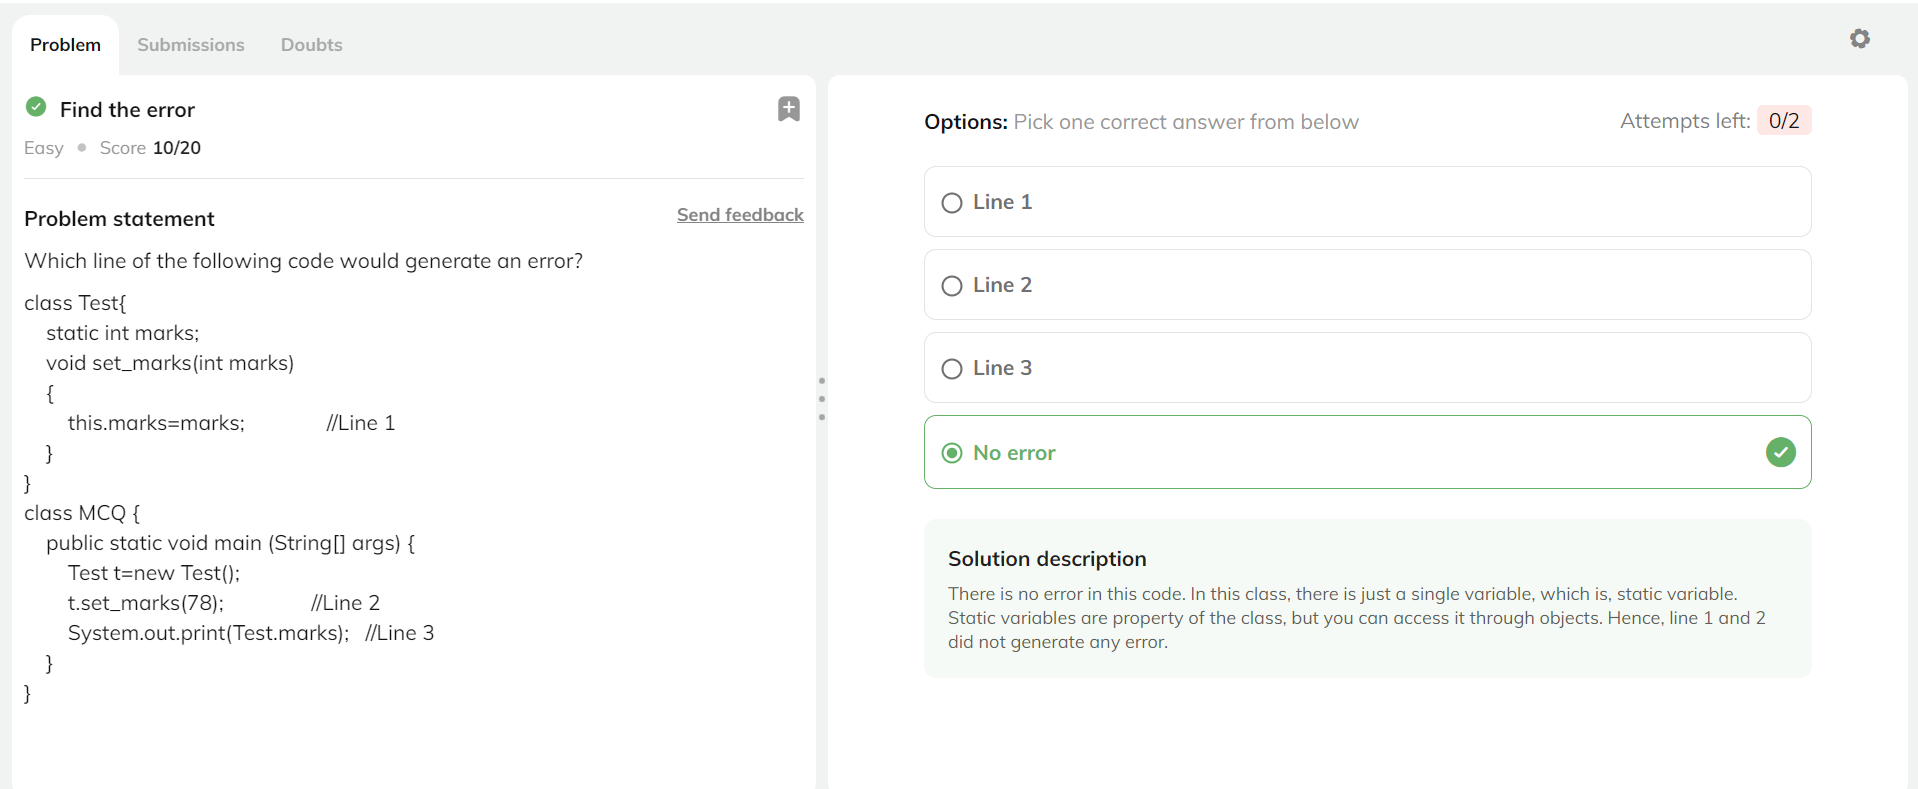 Problem
Submissions
Doubts
Find the error
Easy • Score 10/20
Problem statement
Send feedback
Which line of the following code would generate an error?
class Test{
static int marks;
void set_marks(int marks)
{
this.marks=marks; //Line 1
}
}
class MCQ {
public static void main (String[] args) {
Test t=new Test();
t.set_marks(78); //Line 2
System.out.print(Test.marks); //Line 3
}
}
Options: Pick one correct answer from below
Attempts left: 0/2
Line 1
Line 2
Line 3
No error
Solution description
There is no error in this code. In this class, there is just a single variable, which is, static variable.
Static variables are property of the class, but you can access it through objects. Hence, line 1 and 2
did not generate any error.